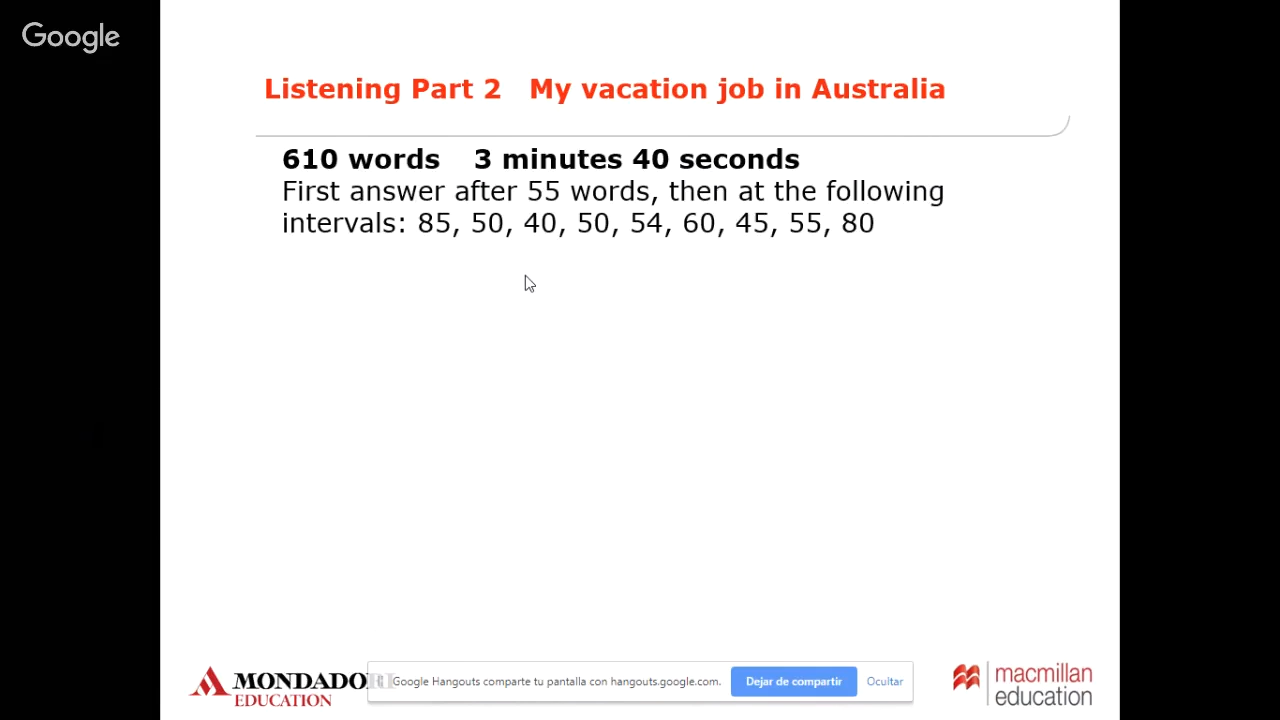 Google
Listening Part 2 My vacation job in Australia
610 words 3 minutes 40 seconds
First answer after 55 words, then at the following
intervals: 85, 50, 40, 50, 54, 60, 45, 55, 80
MONDADORI
EDUCATION
Google Hangouts comparte tu pantalla con hangouts.google.com.
Dejar de compartir
Ocultar
macmillan
education